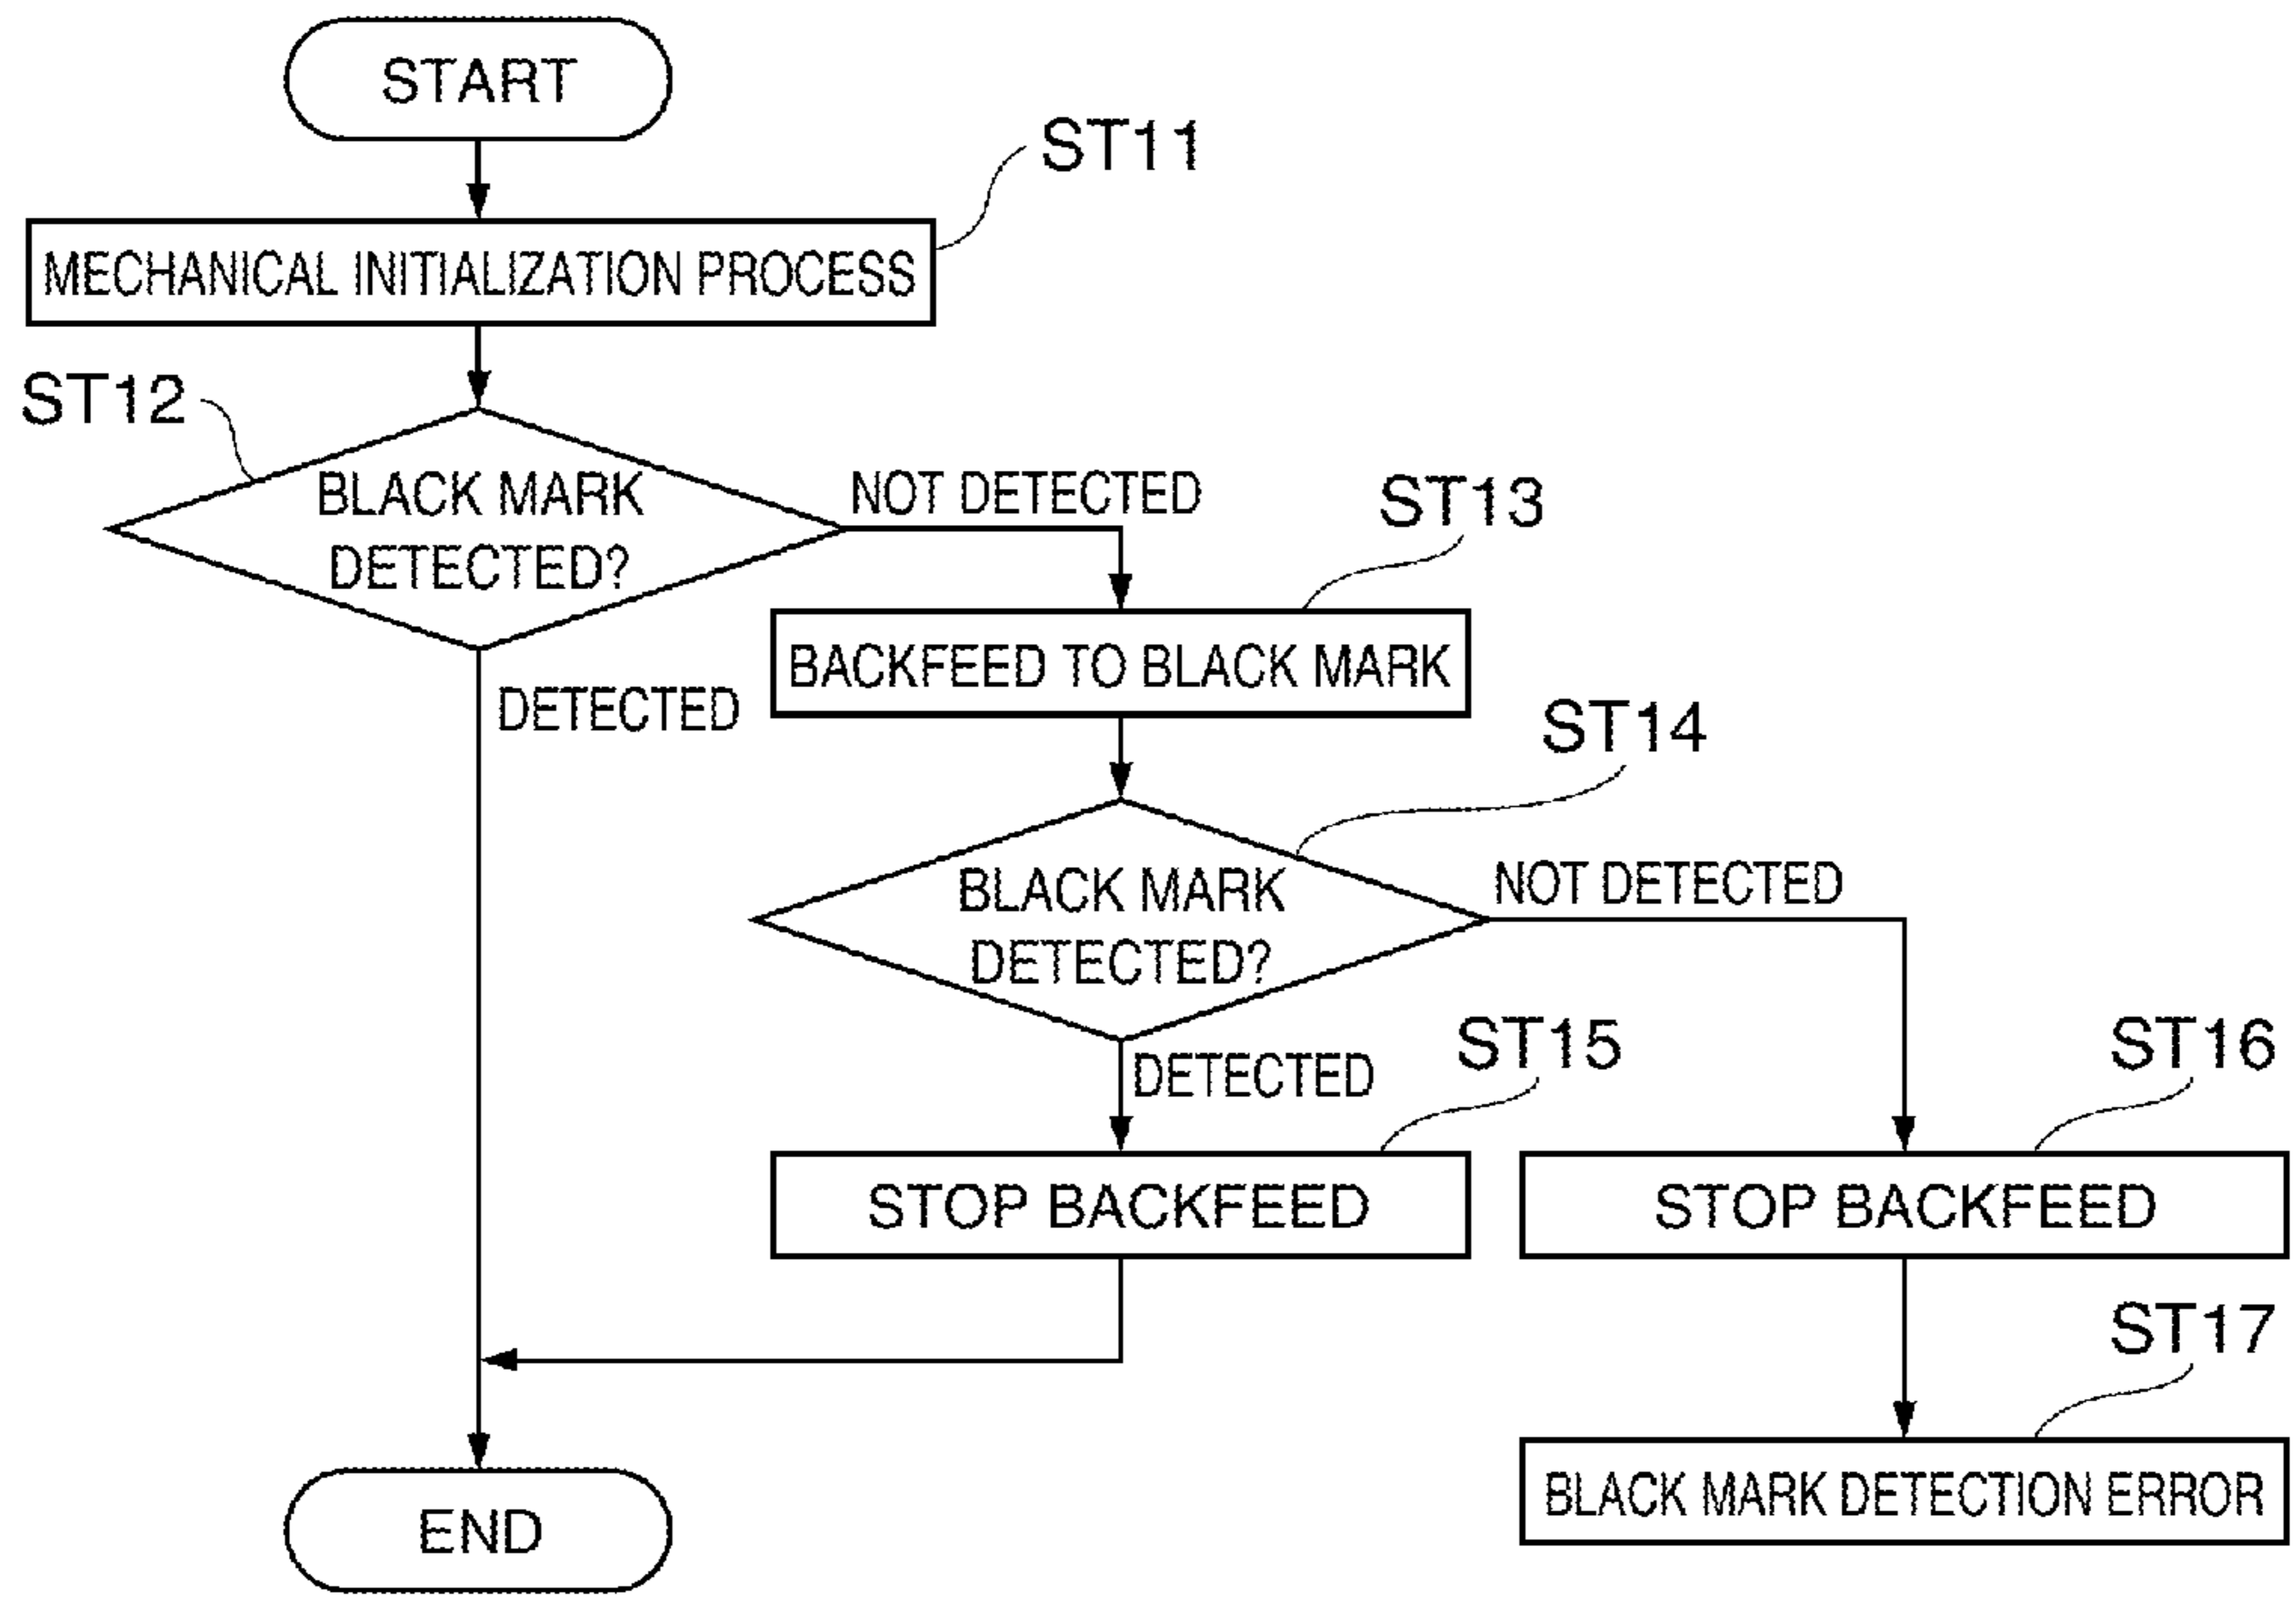 START
ST11
MECHANICAL INITIALIZATION PROCESS
ST12
BLACK MARK
DETECTED?
NOT DETECTED
DETECTED
ST13
BACKFEED TO BLACK MARK
ST14
BLACK MARK
DETECTED?
NOT DETECTED
DETECTED
ST15
STOP BACKFEED
ST16
STOP BACKFEED
ST17
BLACK MARK DETECTION ERROR
END